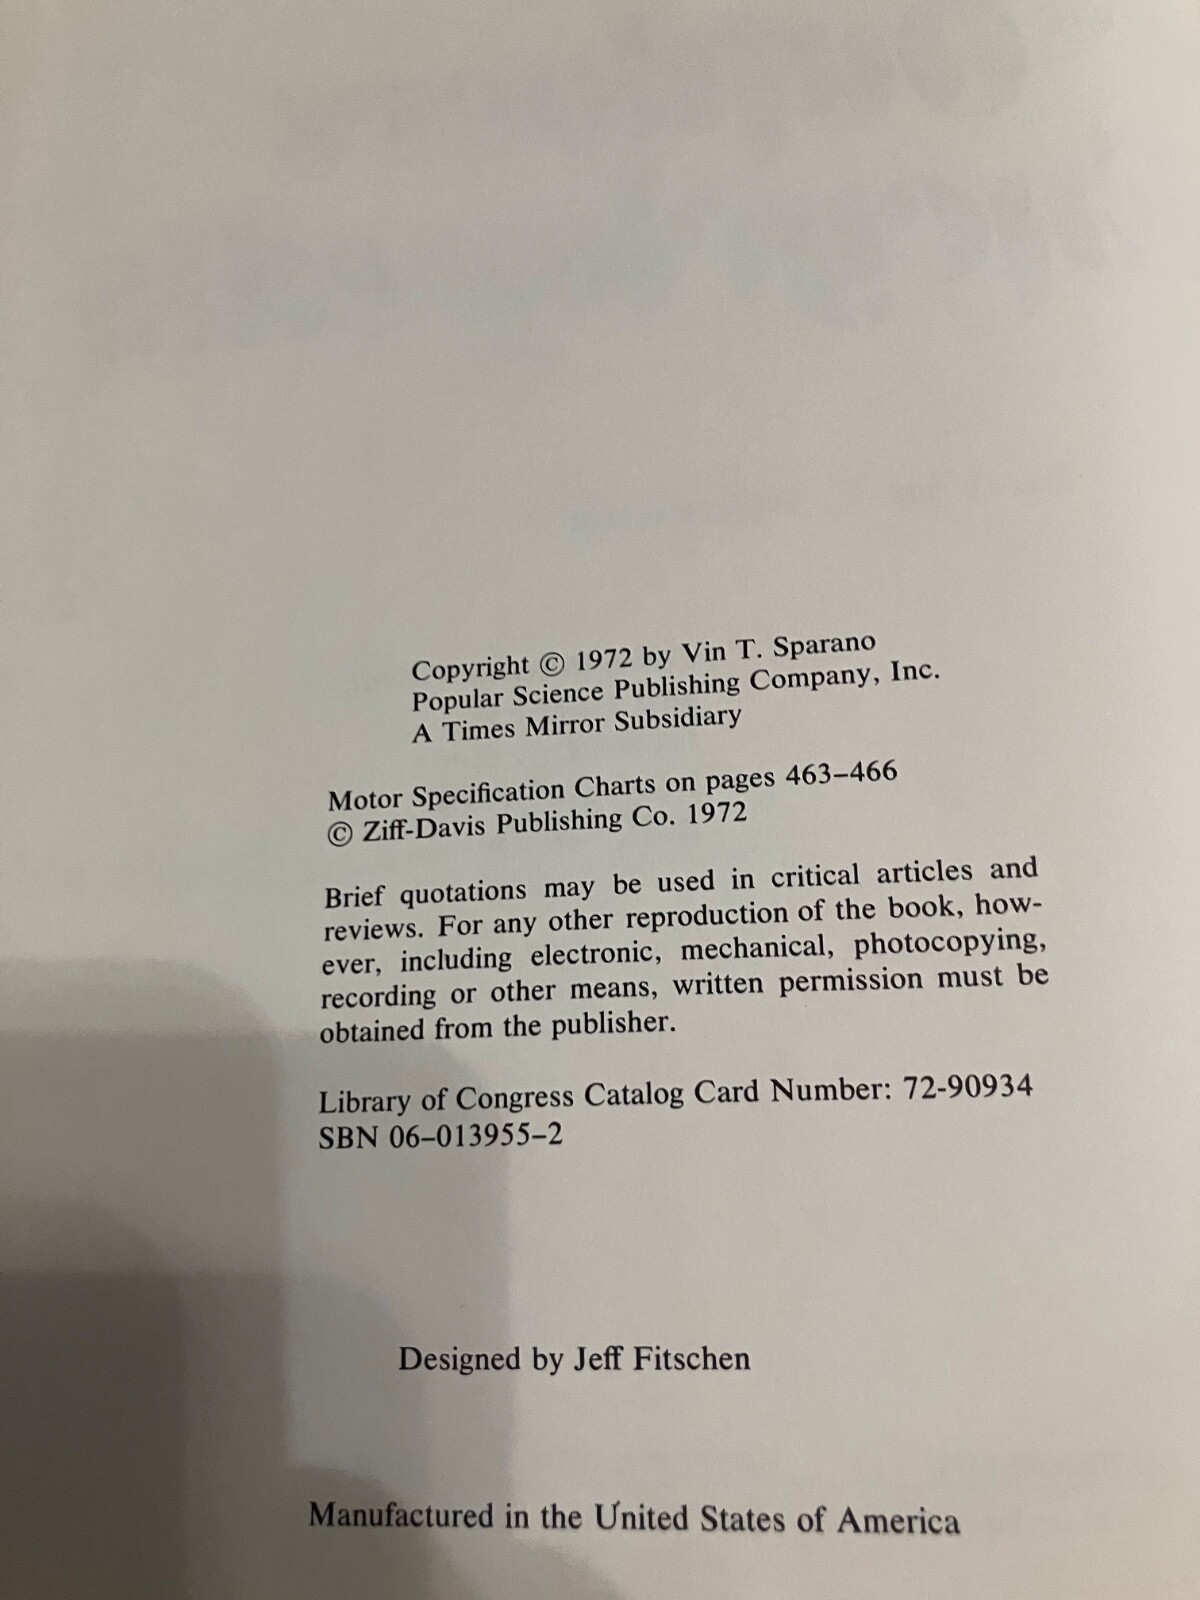 Copyright © 1972 by Vin T. Sparano
Popular Science Publishing Company, Inc.
A Times Mirror Subsidiary
Motor Specification Charts on pages 463–466
© Ziff-Davis Publishing Co. 1972
Brief quotations may be used in critical articles and
reviews. For any other reproduction of the book, how-
ever, including electronic, mechanical, photocopying,
recording or other means, written permission must be
obtained from the publisher.
Library of Congress Catalog Card Number: 72-90934
SBN 06–013955–2
Designed by Jeff Fitschen
Manufactured in the United States of America